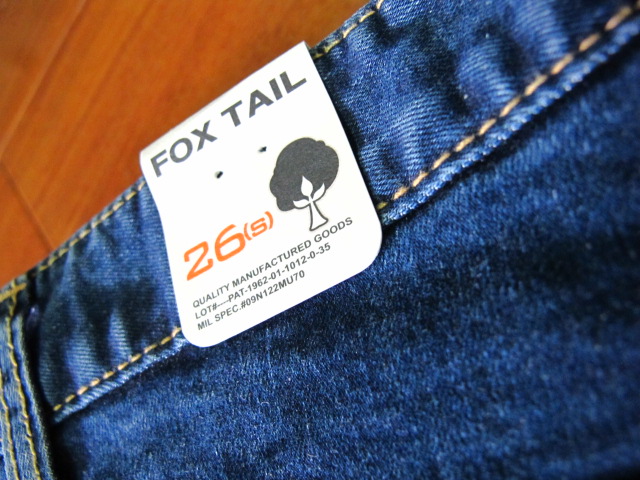 FOX TAIL
26(s)
QUALITY MANUFACTURED GOODS
LOT#----PAT-1962-01-1012-0-35
MIL SPEC.#09N122MU70